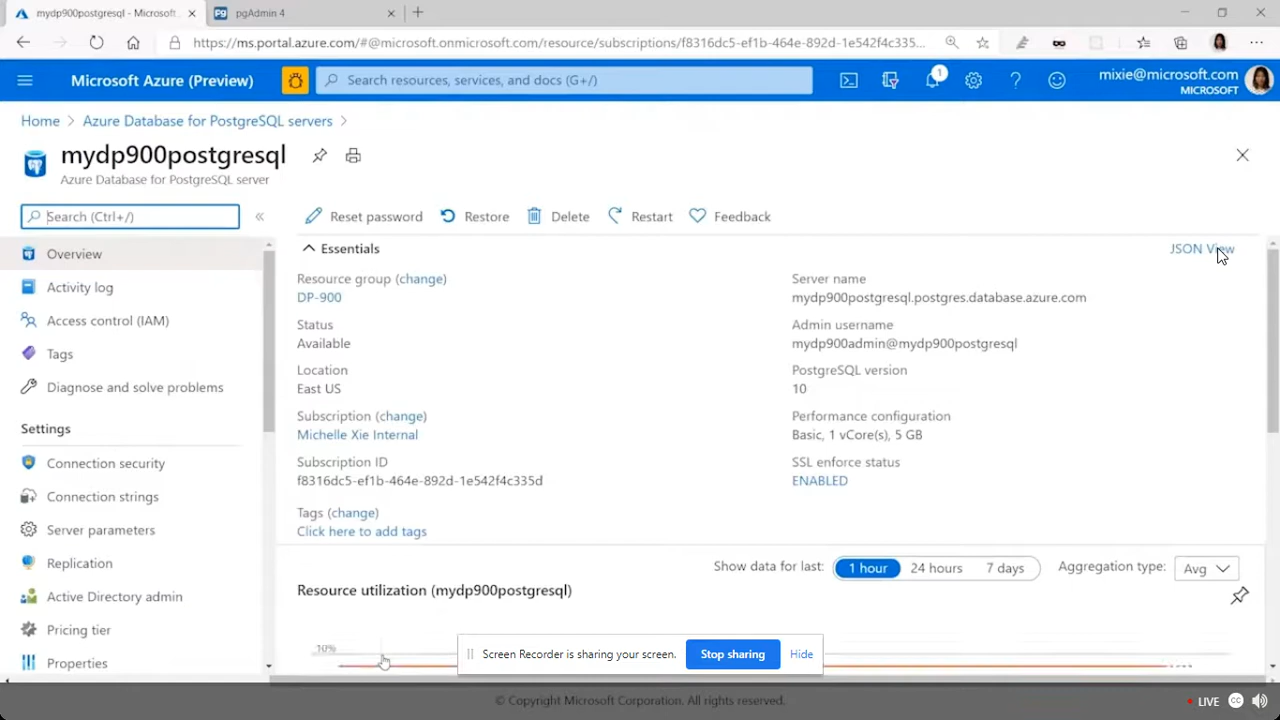 mydp900postgresql - Microsoft
pgAdmin 4
https://ms.portal.azure.com/#@microsoft.onmicrosoft.com/resource/subscriptions/f8316dc5-ef1b-464e-892d-1e542f4c335...
Microsoft Azure (Preview)
Search resources, services, and docs (G+/)
1
mixie@microsoft.com
MICROSOFT
Home > Azure Database for PostgreSQL servers >
mydp900postgresql
Azure Database for PostgreSQL server
Search (Ctrl+/)
«
Reset password Restore Delete Restart Feedback
Essentials
JSON View
Overview
Activity log
Access control (IAM)
Tags
Diagnose and solve problems
Settings
Connection security
Connection strings
Server parameters
Replication
Active Directory admin
Pricing tier
Properties
Resource group (change)
DP-900
Status
Available
Location
East US
Subscription (change)
Michelle Xie Internal
Subscription ID
f8316dc5-ef1b-464e-892d-1e542f4c335d
Tags (change)
Click here to add tags
Server name
mydp900postgresql.postgres.database.azure.com
Admin username
mydp900admin@mydp900postgresql
PostgreSQL version
10
Performance configuration
Basic, 1 vCore(s), 5 GB
SSL enforce status
ENABLED
Show data for last: 1 hour 24 hours 7 days Aggregation type: Avg
Resource utilization (mydp900postgresql)
10%
Screen Recorder is sharing your screen. Stop sharing Hide
© Copyright Microsoft Corporation. All rights reserved.
LIVE CC